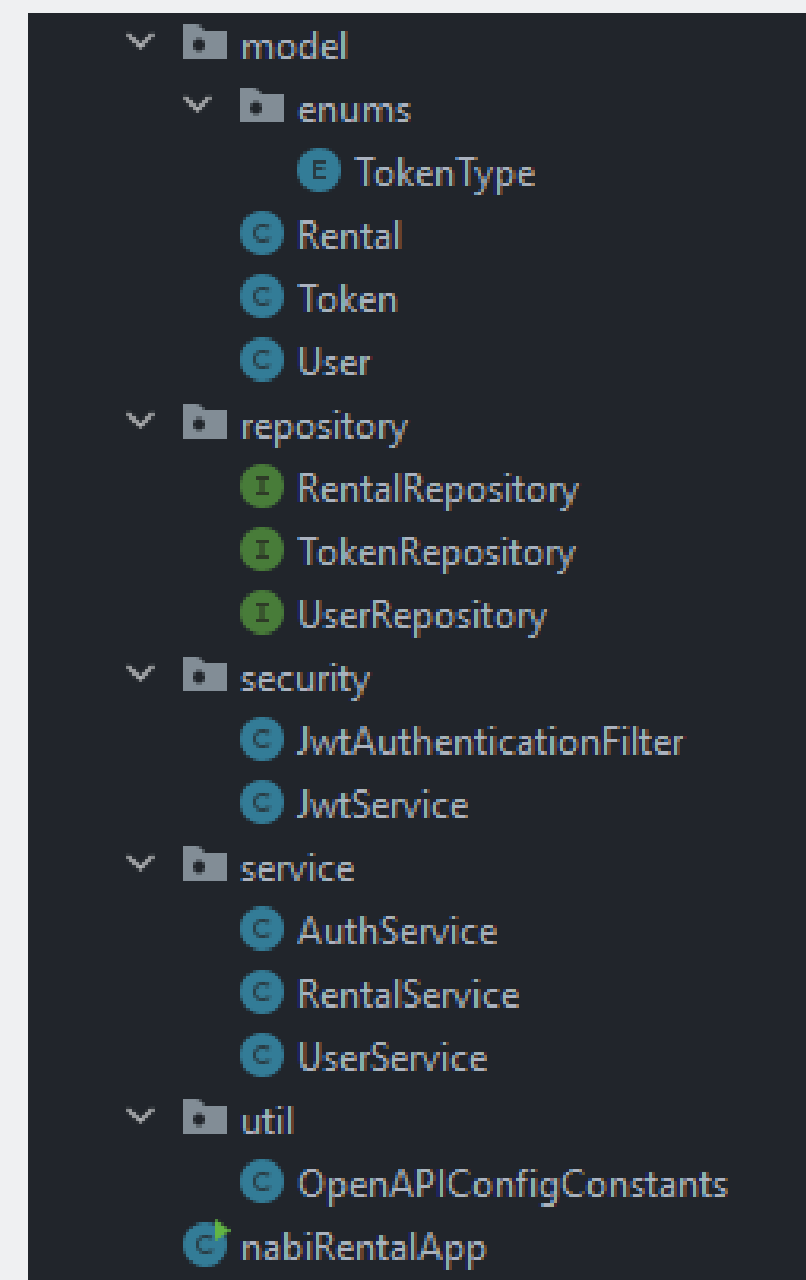 model
enums
E TokenType
C Rental
C Token
C User
repository
I RentalRepository
I TokenRepository
I UserRepository
security
C JwtAuthenticationFilter
C JwtService
service
C AuthService
C RentalService
C UserService
util
C OpenAPIConfigConstants
C nabiRentalApp